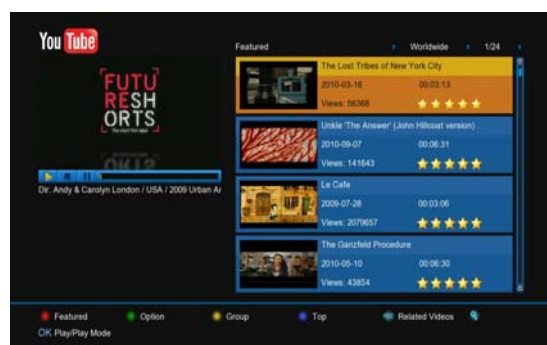 You Tube
Featured
Worldwide
1/24
FUTU
RESH
ORTS
Dir. Andy & Carolyn London / USA / 2009 Urban Ar
The Lost Tribes of New York City
2010-03-16 00:03:13
Views: 56368
Unkle 'The Answer' (John Hillcoat version)
2010-09-07 00:06:31
Views: 141643
Le Cafe
2009-07-28 00:03:06
Views: 2079657
The Ganzfeld Procedure
2010-05-10 00:06:30
Views: 43854
Featured Option Group Top Related Videos
OK Play/Play Mode